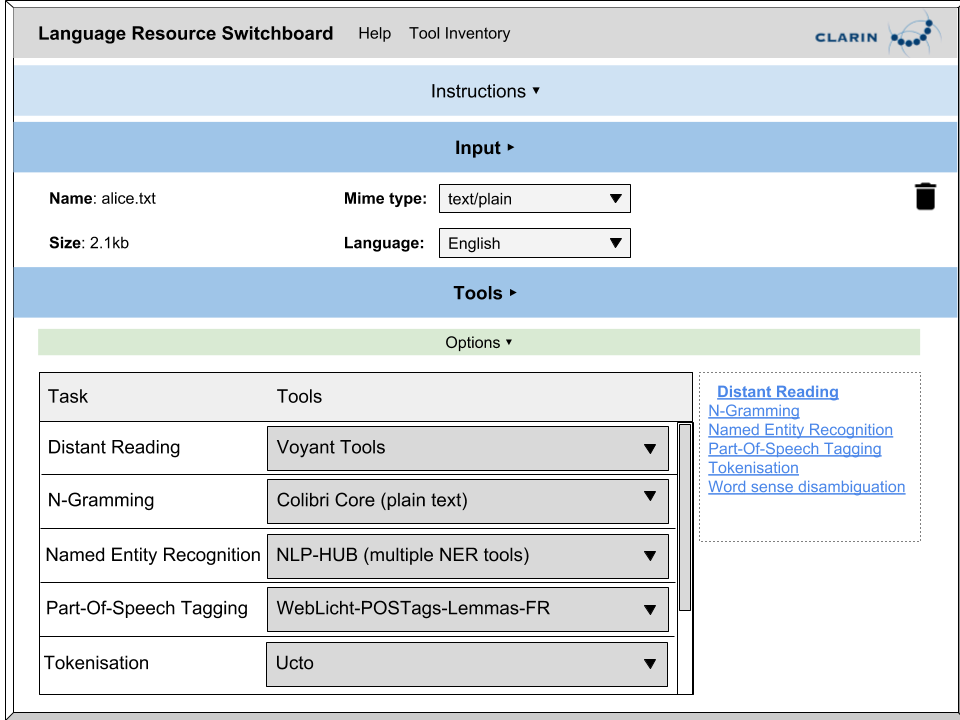 Language Resource Switchboard Help Tool Inventory CLARIN
Instructions ▾
Input ▸
Name: alice.txt Mime type: text/plain
Size: 2.1kb Language: English
Tools ▸
Options ▾
Task Tools
Distant Reading Voyant Tools
N-Gramming Colibri Core (plain text)
Named Entity Recognition NLP-HUB (multiple NER tools)
Part-Of-Speech Tagging WebLicht-POSTags-Lemmas-FR
Tokenisation Ucto
Distant Reading
N-Gramming
Named Entity Recognition
Part-Of-Speech Tagging
Tokenisation
Word sense disambiguation